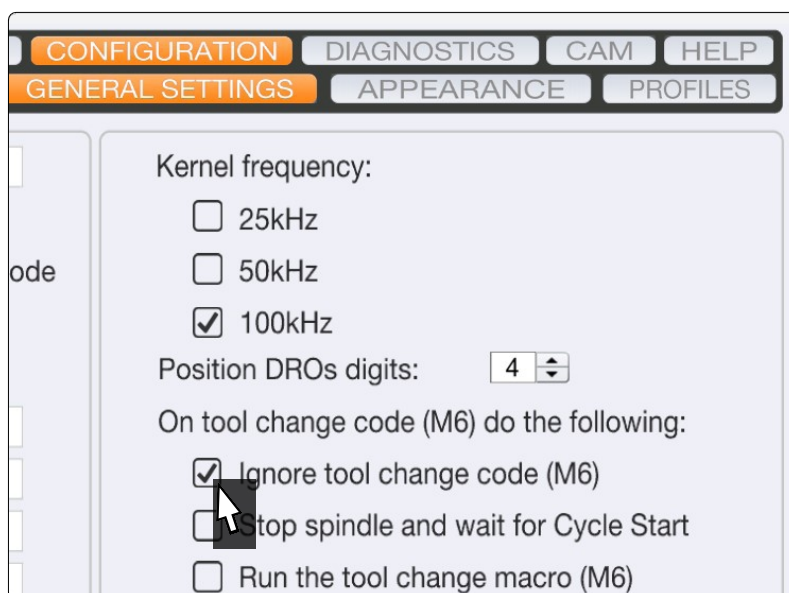 CONFIGURATION DIAGNOSTICS CAM HELP
GENERAL SETTINGS APPEARANCE PROFILES
Kernel frequency:
25kHz
ode
50kHz
100kHz
Position DROs digits: 4
On tool change code (M6) do the following:
Ignore tool change code (M6)
Stop spindle and wait for Cycle Start
Run the tool change macro (M6)